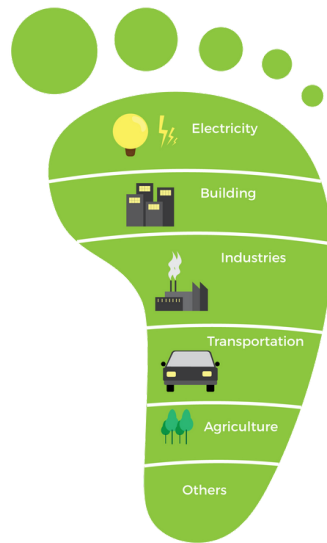 Electricity
Building
Industries
Transportation
Agriculture
Others